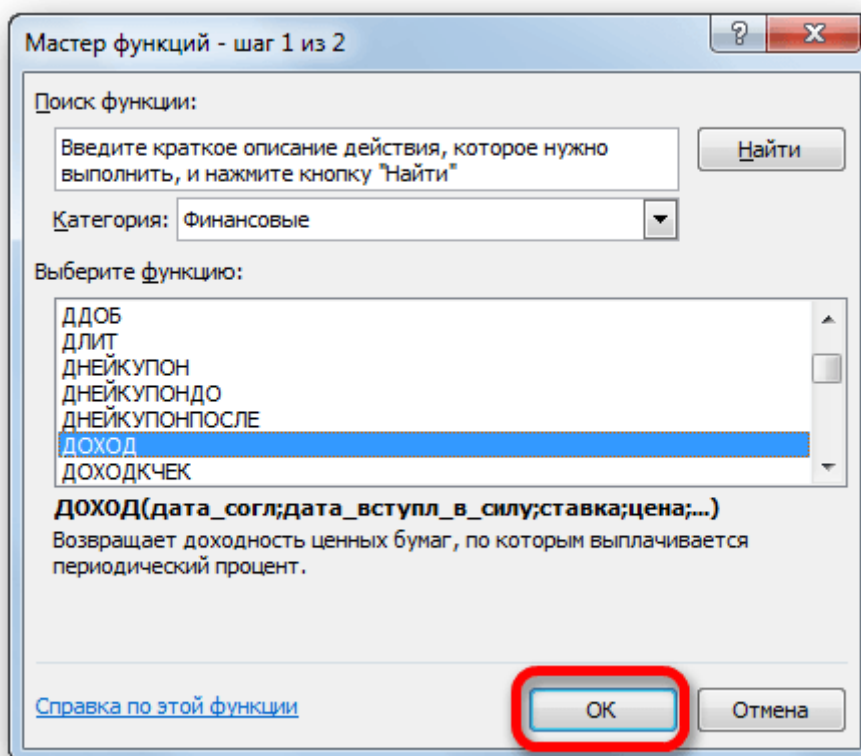 Мастер функций - шаг 1 из 2
?
Поиск функции:
Введите краткое описание действия, которое нужно
выполнить, и нажмите кнопку "Найти"
Найти
Категория: Финансовые
Выберите функцию:
ДДОБ
ДЛИТ
ДНЕЙКУПОН
ДНЕЙКУПОНДО
ДНЕЙКУПОНПОСЛЕ
ДОХОД
ДОХОДКЧЕК
ДОХОД(дата_согл;дата_вступл_в_силу;ставка;цена;...)
Возвращает доходность ценных бумаг, по которым выплачивается
периодический процент.
Справка по этой функции
ОК
Отмена